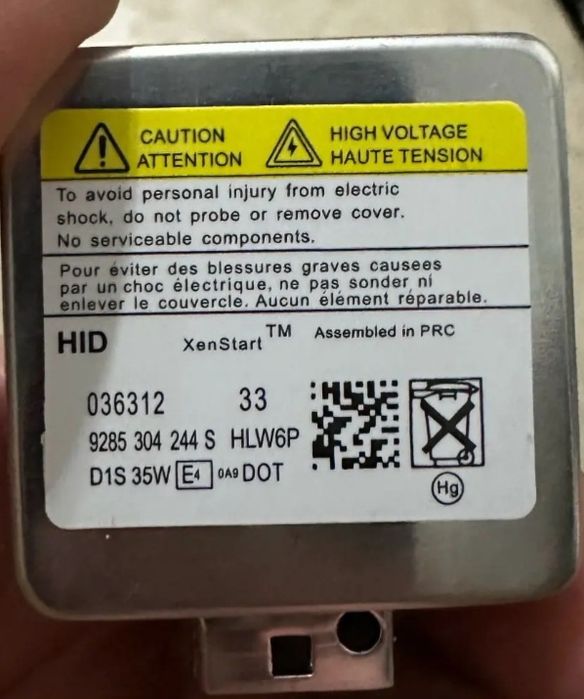 CAUTION
ATTENTION
HIGH VOLTAGE
HAUTE TENSION
To avoid personal injury from electric
shock, do not probe or remove cover.
No serviceable components.
Pour éviter des blessures graves causees
par un choc électrique, ne pas sonder ni
enlever le couvercle. Aucun élément réparable.
HID XenStart™ Assembled in PRC
036312 33
9285 304 244 S HLW6P
D1S 35W E4 0A9 DOT
Hg